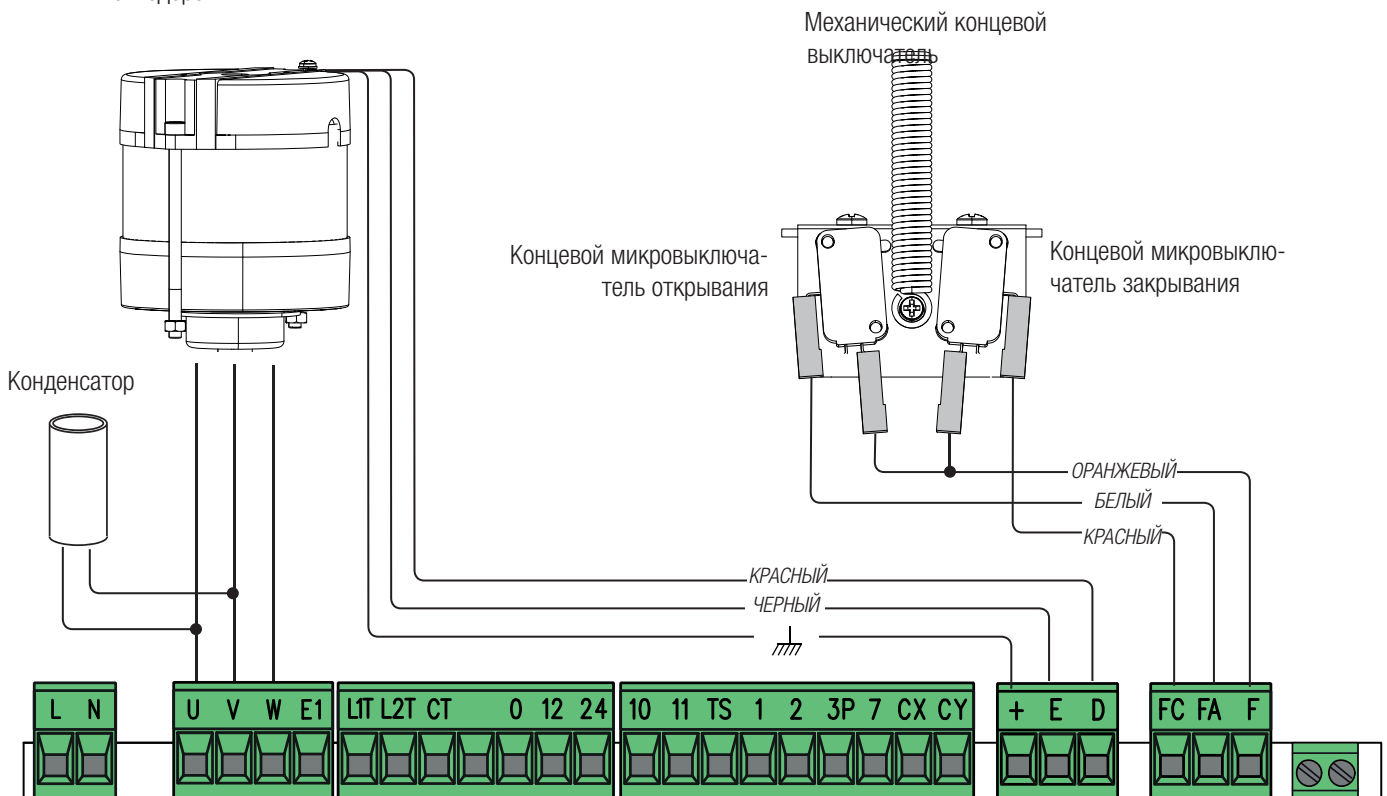 Механический концевой
выключатель
Концевой микровыключа-
тель открывания
Концевой микровыклю-
чатель закрывания
Конденсатор
ОРАНЖЕВЫЙ
БЕЛЫЙ
КРАСНЫЙ
КРАСНЫЙ
ЧЕРНЫЙ
L N
U V W E1
L1T L2T CT 0 12 24
10 11 TS 1 2 3P 7 CX CY
+ E D
FC FA F